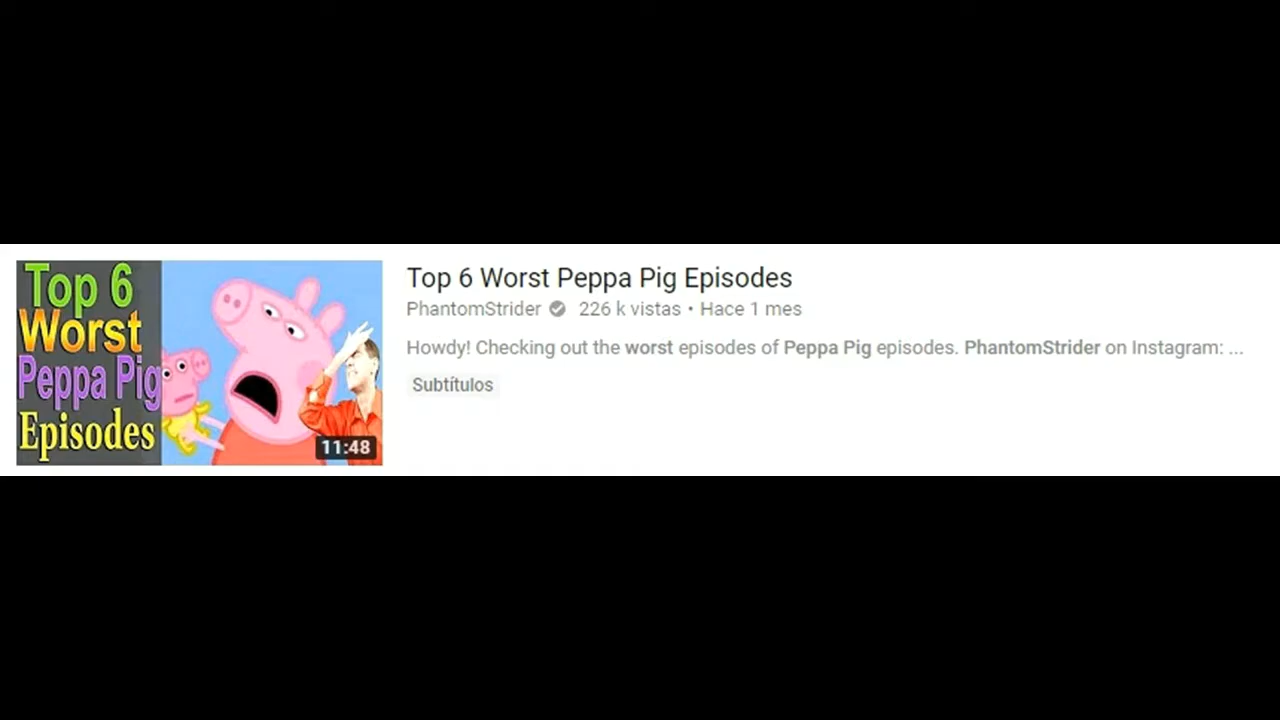 Top 6
Worst
Peppa Pig
Episodes
11:48
Top 6 Worst Peppa Pig Episodes
PhantomStrider 226 k vistas • Hace 1 mes
Howdy! Checking out the worst episodes of Peppa Pig episodes. PhantomStrider on Instagram: ...
Subtítulos